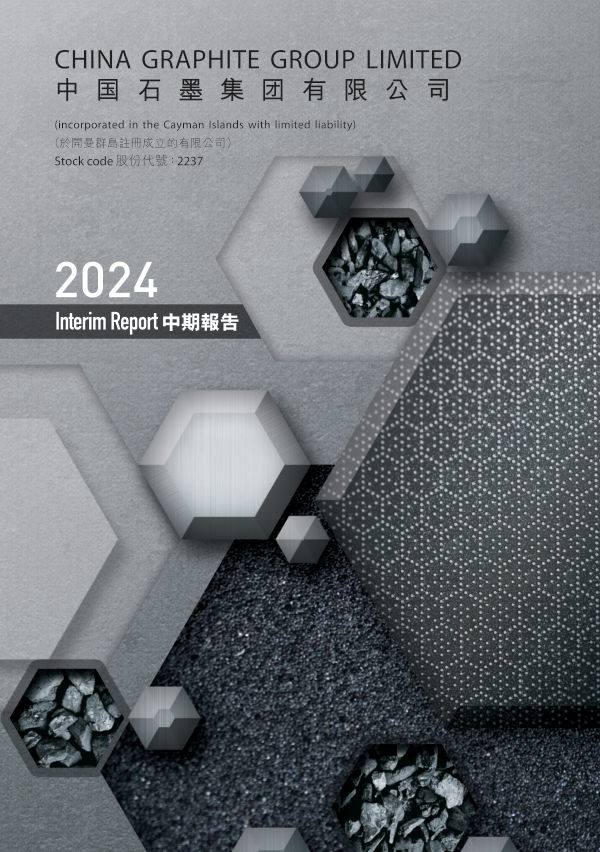 CHINA GRAPHITE GROUP LIMITED
中国石墨集团有限公司
(incorporated in the Cayman Islands with limited liability)
(於開曼群島註冊成立的有限公司)
Stock code 股份代號：2237
2024
Interim Report 中期報告